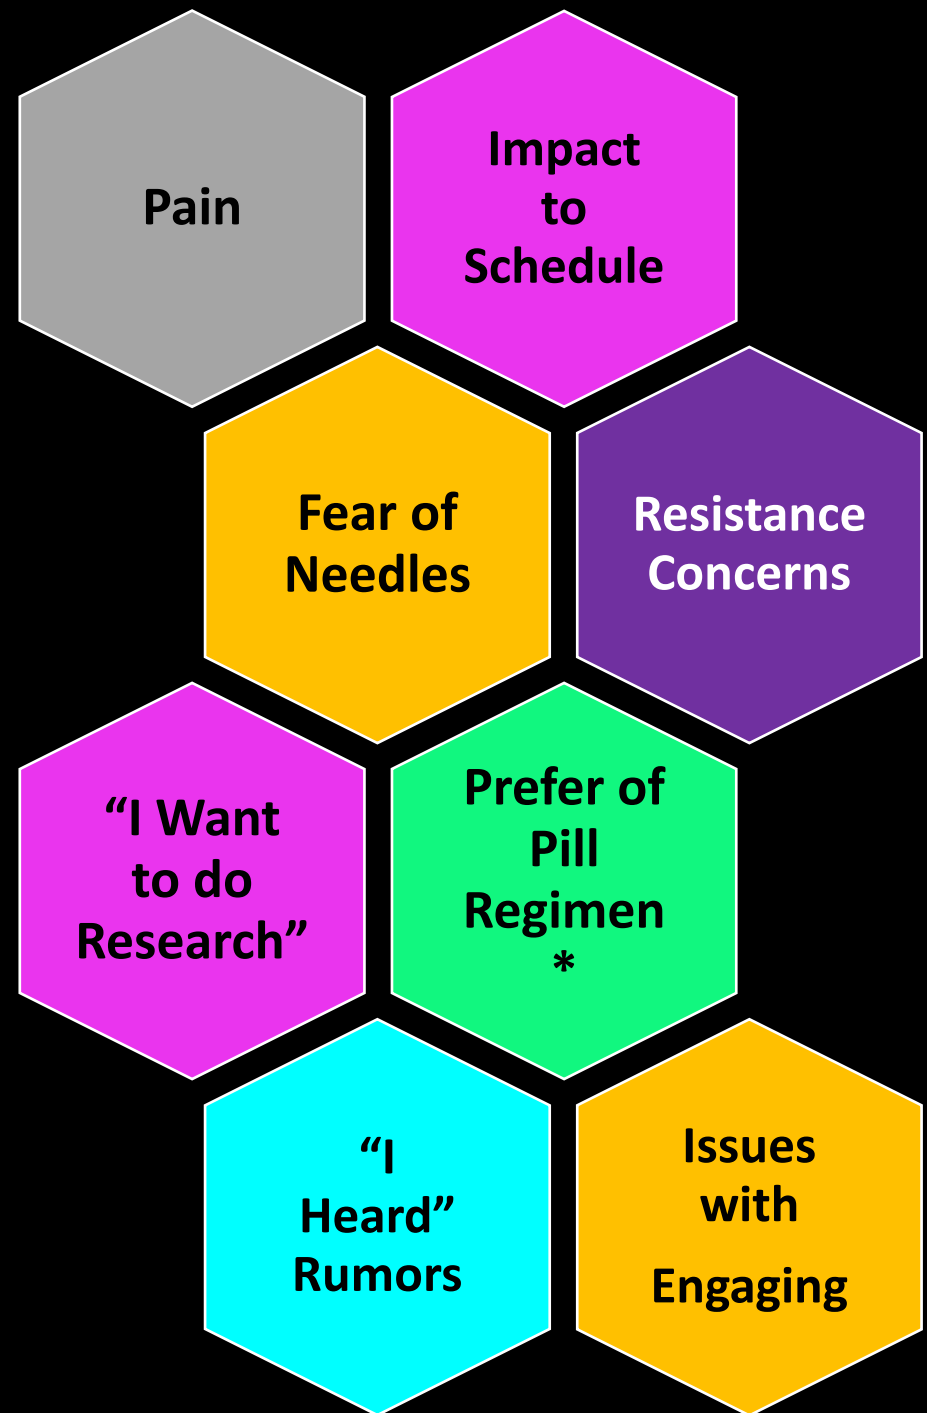 Pain
Impact
to
Schedule
Fear of
Needles
Resistance
Concerns
“I Want
to do
Research”
Prefer of
Pill
Regimen
*
“I
Heard”
Rumors
Issues
with
Engaging